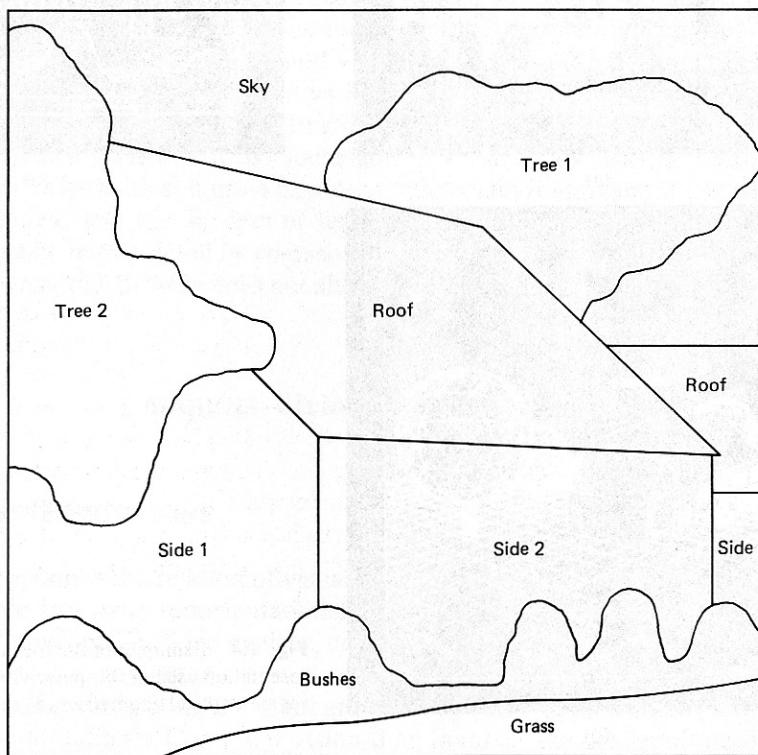 Sky
Tree 1
Tree 2
Roof
Roof
Side 1
Side 2
Side
Bushes
Grass